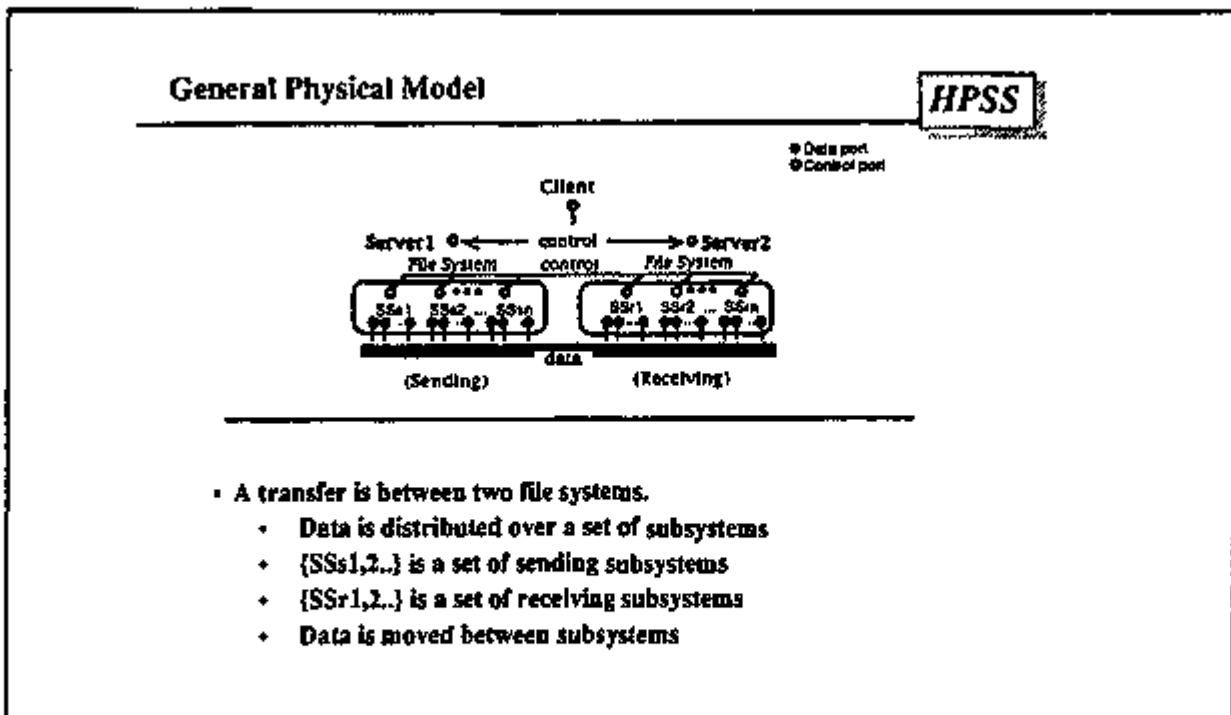 General Physical Model
HPSS
Data port
Control port
Client
Server1 control Server2
File System control File System
SSs1 SSs2 ... SSsn SSr1 SSr2 ... SSrn
data
(Sending) (Receiving)
▪ A transfer is between two file systems.
• Data is distributed over a set of subsystems
• {SSs1,2..} is a set of sending subsystems
• {SSr1,2..} is a set of receiving subsystems
• Data is moved between subsystems